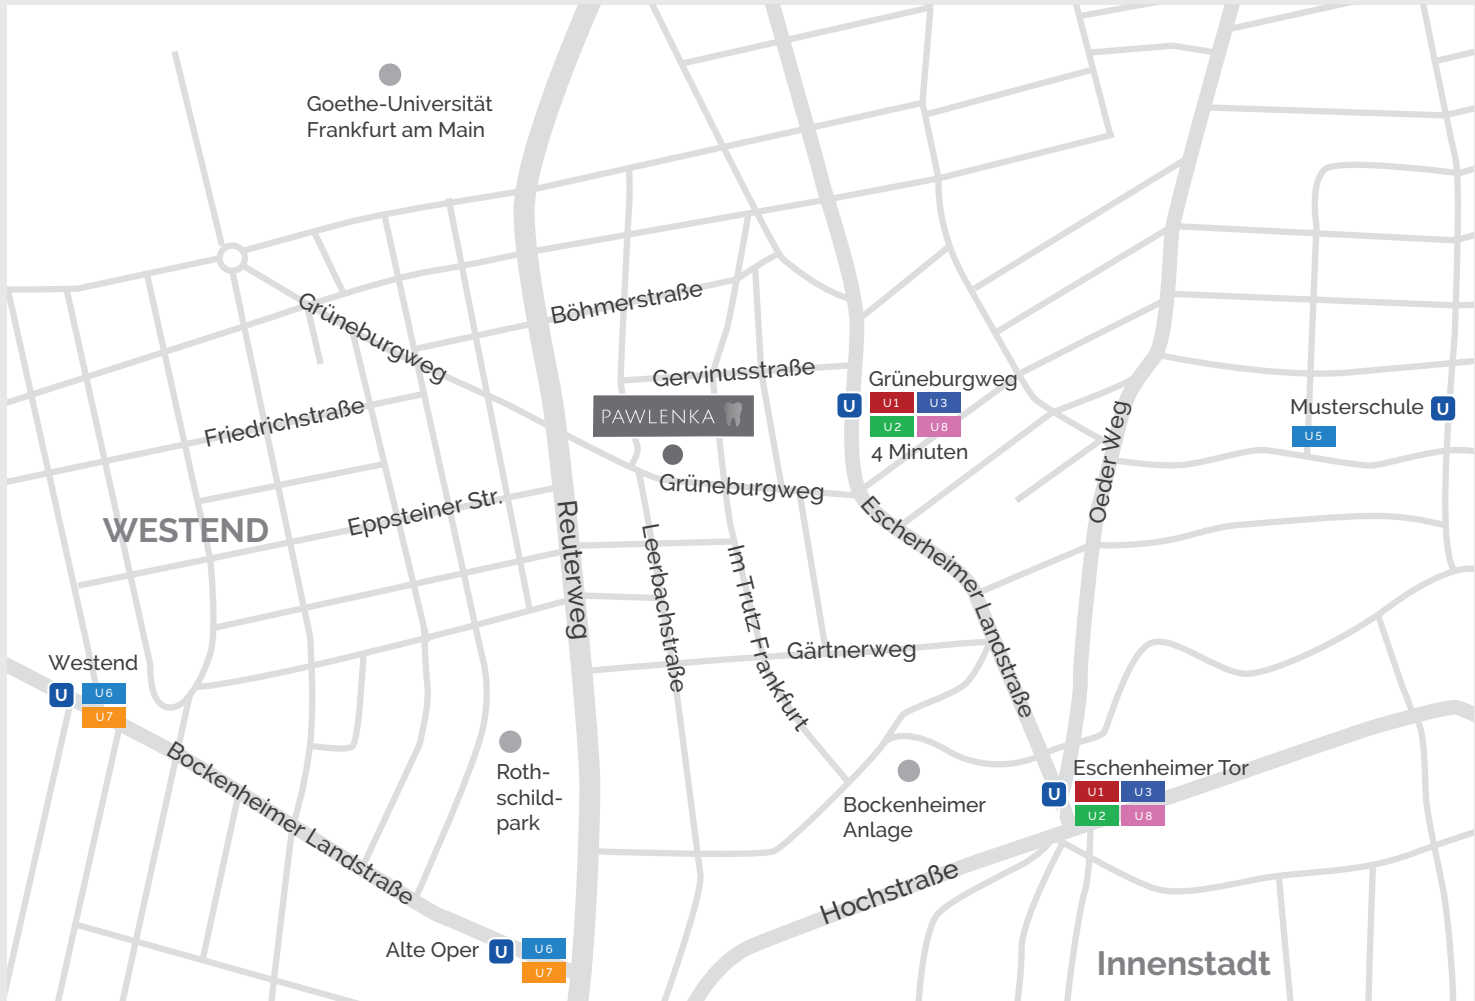 Goethe-Universität
Frankfurt am Main
Böhmerstraße
Grüneburgweg
Gervinusstraße
Grüneburgweg
U
U1 U3
U2 U8
4 Minuten
PAWLENKA
Friedrichstraße
Musterschule U
U5
Oeder Weg
Grüneburgweg
Eppsteiner Str.
WESTEND
Reuterweg
Leerbachstraße
Im Trutz Frankfurt
Escherheimer Landstraße
Gärtnerweg
Westend
U U6
U7
Bockenheimer Landstraße
Roth-
schild-
park
Bockenheimer
Anlage
Eschenheimer Tor
U U1 U3
U2 U8
Hochstraße
Alte Oper U U6
U7
Innenstadt